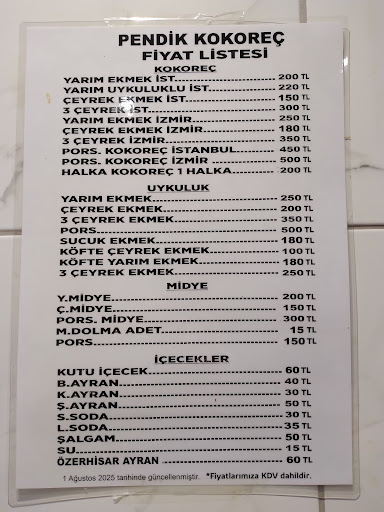 PENDİK KOKOREÇ
FİYAT LİSTESİ
KOKOREÇ
YARIM EKMEK İST............200 TL
YARIM UYKULUKLU İST............220 TL
ÇEYREK EKMEK İST............150 TL
3 ÇEYREK İST............300 TL
YARIM EKMEK İZMİR............250 TL
ÇEYREK EKMEK İZMİR............180 TL
3 ÇEYREK İZMİR............350 TL
PORS. KOKOREÇ İSTANBUL............450 TL
PORS. KOKOREÇ İZMİR............500 TL
HALKA KOKOREÇ 1 HALKA............200 TL
UYKULUK
YARIM EKMEK............250 TL
ÇEYREK EKMEK............200 TL
3 ÇEYREK EKMEK............350 TL
PORS............500 TL
SUCUK EKMEK............180 TL
KÖFTE ÇEYREK EKMEK............100 TL
KÖFTE YARIM EKMEK............180 TL
3 ÇEYREK EKMEK............250 TL
MİDYE
Y.MİDYE............200 TL
Ç.MİDYE............150 TL
PORS. MİDYE............300 TL
M.DOLMA ADET............15 TL
PORS............150 TL
İÇECEKLER
KUTU İÇECEK............60 TL
B.AYRAN............40 TL
K.AYRAN............30 TL
Ş.AYRAN............50 TL
S.SODA............30 TL
L.SODA............35 TL
ŞALGAM............50 TL
SU............15 TL
ÖZERHİSAR AYRAN............60 TL
1 Ağustos 2025 tarihinde güncellenmiştir. *Fiyatlarımıza KDV dahildir.